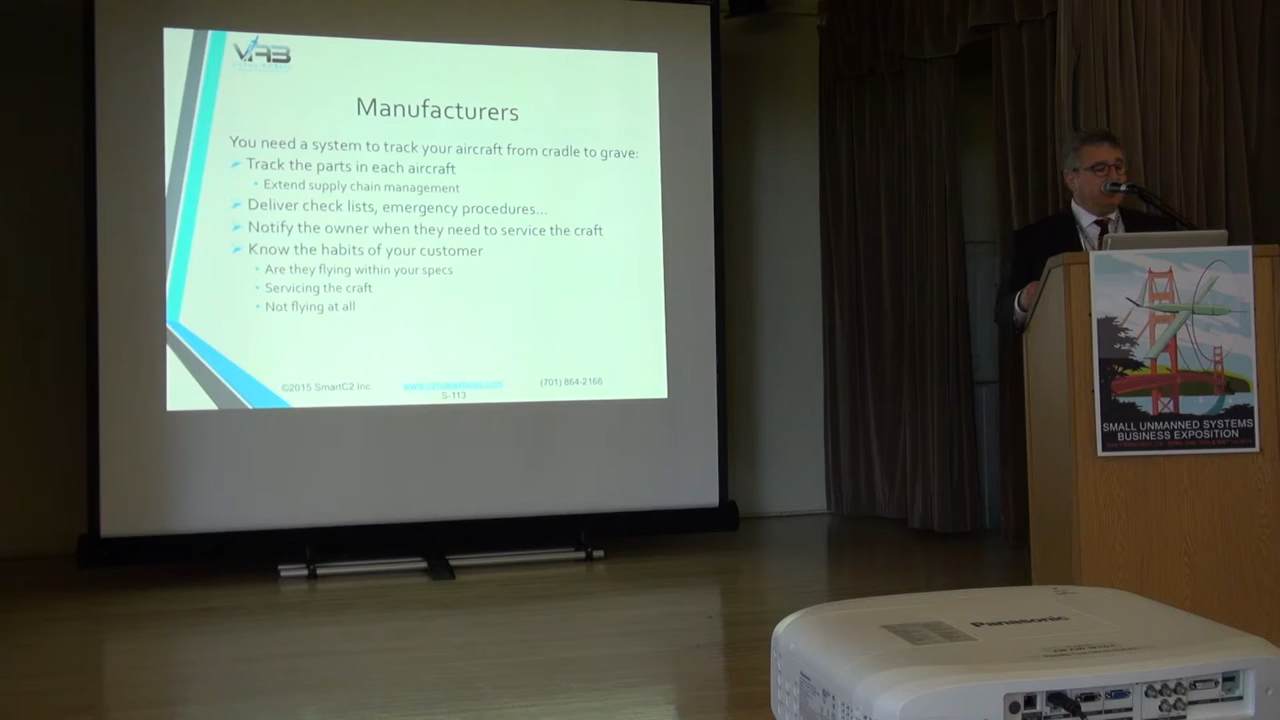 VAB
Manufacturers
You need a system to track your aircraft from cradle to grave:
Track the parts in each aircraft
Extend supply chain management
Deliver check lists, emergency procedures...
Notify the owner when they need to service the craft
Know the habits of your customer
Are they flying within your specs
Servicing the craft
Not flying at all
©2015 SmartC2 Inc.
(701) 864-2166
S-113
SMALL UNMANNED SYSTEMS
BUSINESS EXPOSITION
Panasonic